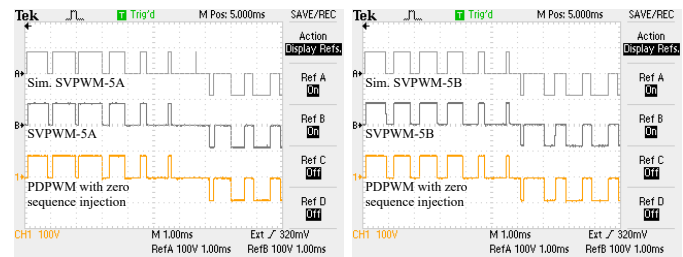 Tek T Trig'd M Pos: 5.000ms SAVE/REC
Action
Display Refs.
A Ref A
Sim. SVPWM-5A On
B Ref B
SVPWM-5A On
Ref C
1 Off
PDPWM with zero
sequence injection Ref D
Off
CH1 100V M 1.00ms Ext 320mV
RefA 100V 1.00ms RefB 100V 1.00ms
Tek T Trig'd M Pos: 5.000ms SAVE/REC
Action
Display Refs.
A Ref A
Sim. SVPWM-5B On
B Ref B
SVPWM-5B On
Ref C
1 Off
PDPWM with zero
sequence injection Ref D
Off
CH1 100V M 1.00ms Ext 320mV
RefA 100V 1.00ms RefB 100V 1.00ms